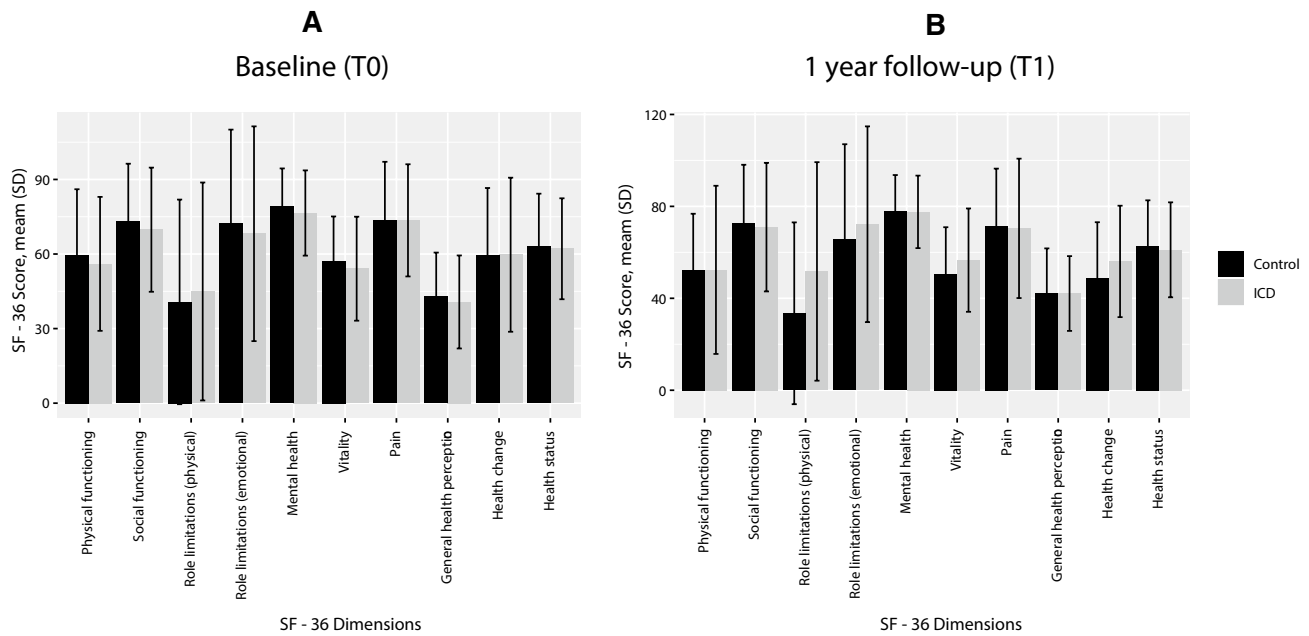 A
Baseline (T0)
SF - 36 Score, meam (SD)
90
60
30
0
Physical functioning
Social functioning
Role limitations (physical)
Role limitations (emotional)
Mental health
Vitality
Pain
General health perceptio
Health change
Health status
SF - 36 Dimensions
B
1 year follow-up (T1)
SF - 36 Score, meam (SD)
120
80
40
0
Physical functioning
Social functioning
Role limitations (physical)
Role limitations (emotional)
Mental health
Vitality
Pain
General health perceptio
Health change
Health status
SF - 36 Dimensions
Control
ICD